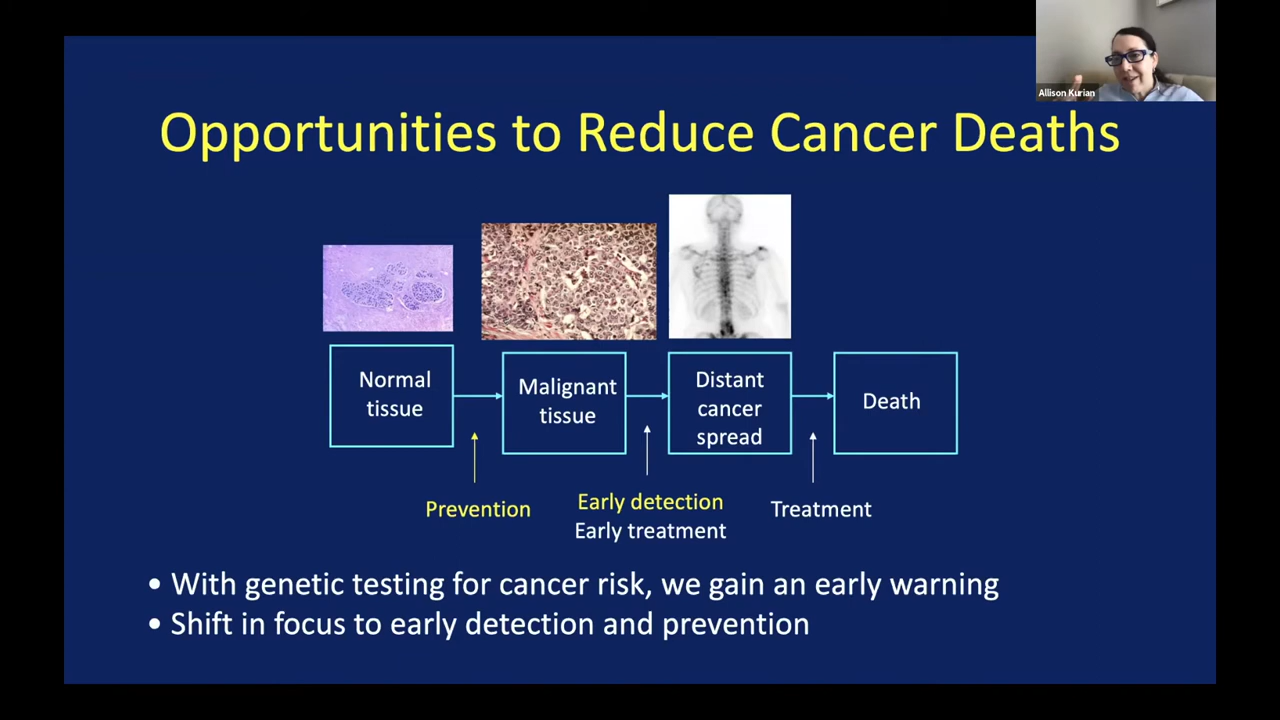 Allison Kurian
Opportunities to Reduce Cancer Deaths
Normal
tissue
Malignant
tissue
Distant
cancer
spread
Death
Prevention
Early detection
Early treatment
Treatment
• With genetic testing for cancer risk, we gain an early warning
• Shift in focus to early detection and prevention